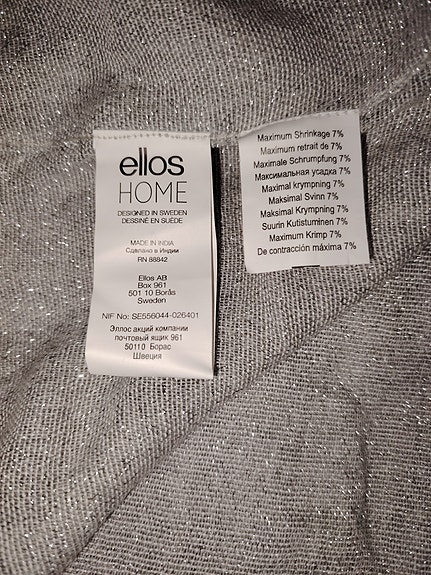 ellos
HOME
DESIGNED IN SWEDEN
DESSINÉ EN SUÈDE
MADE IN INDIA
Сделано в Индии
RN 88842
Ellos AB
Box 961
501 10 Borås
Sweden
NIF No: SE556044-026401
Эллос акций компании
почтовый ящик 961
50110 Борас
Швеция
Maximum Shrinkage 7%
Maximum retrait de 7%
Maximale Schrumpfung 7%
Максимальная усадка 7%
Maximal krympning 7%
Maksimal Svinn 7%
Maksimal Krympning 7%
Suurin Kutistuminen 7%
Maximum Krimp 7%
De contracción máxima 7%